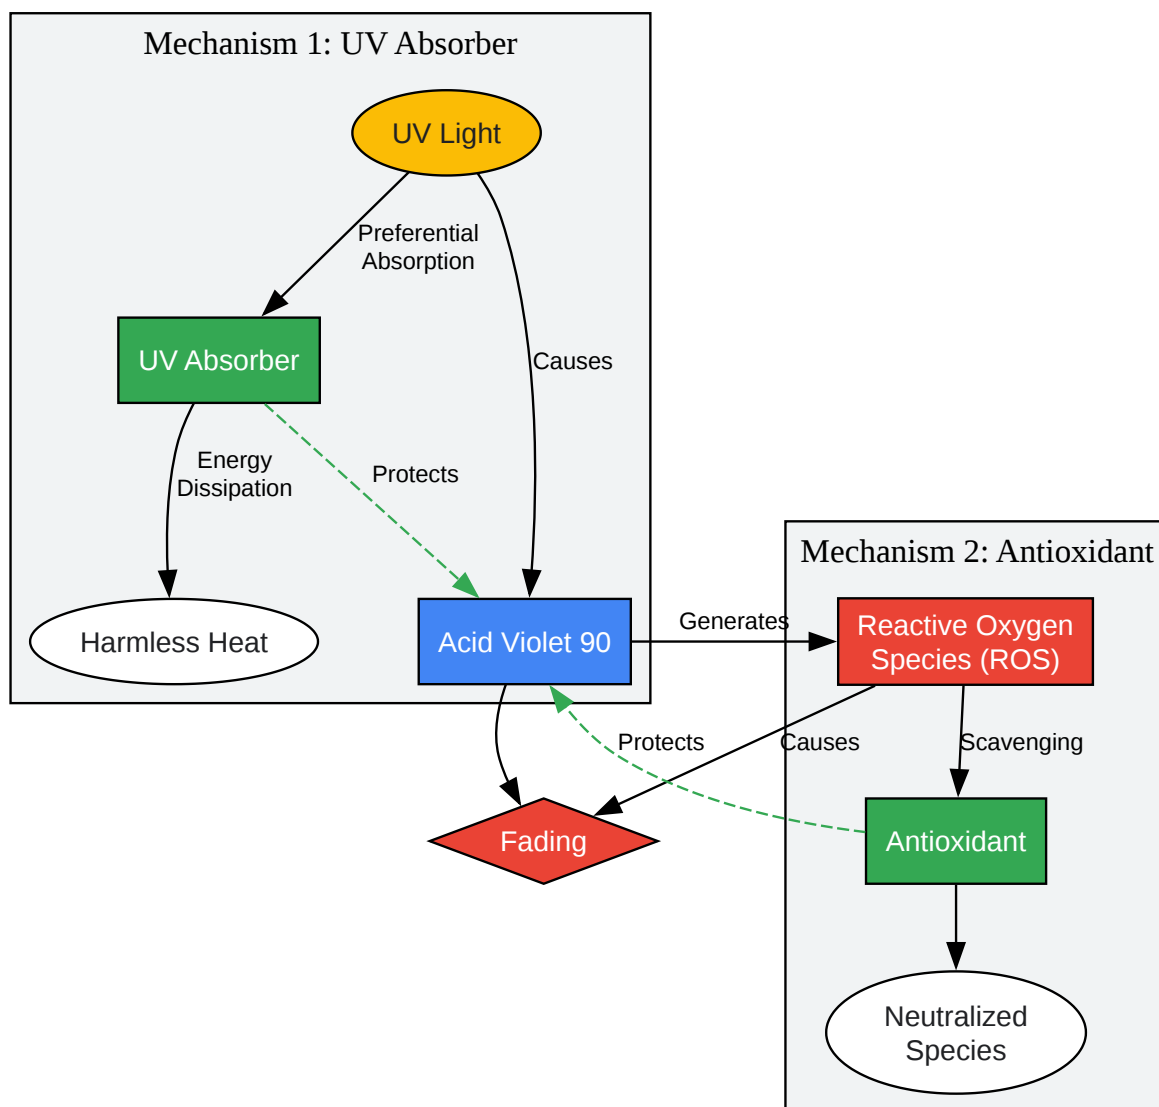 Mechanism 1: UV Absorber
UV Light
Preferential
Absorption
UV Absorber
Causes
Energy
Dissipation
Protects
Mechanism 2: Antioxidant
Harmless Heat
Acid Violet 90
Generates
Reactive Oxygen
Species (ROS)
Protects
Causes
Scavenging
Fading
Antioxidant
Neutralized
Species